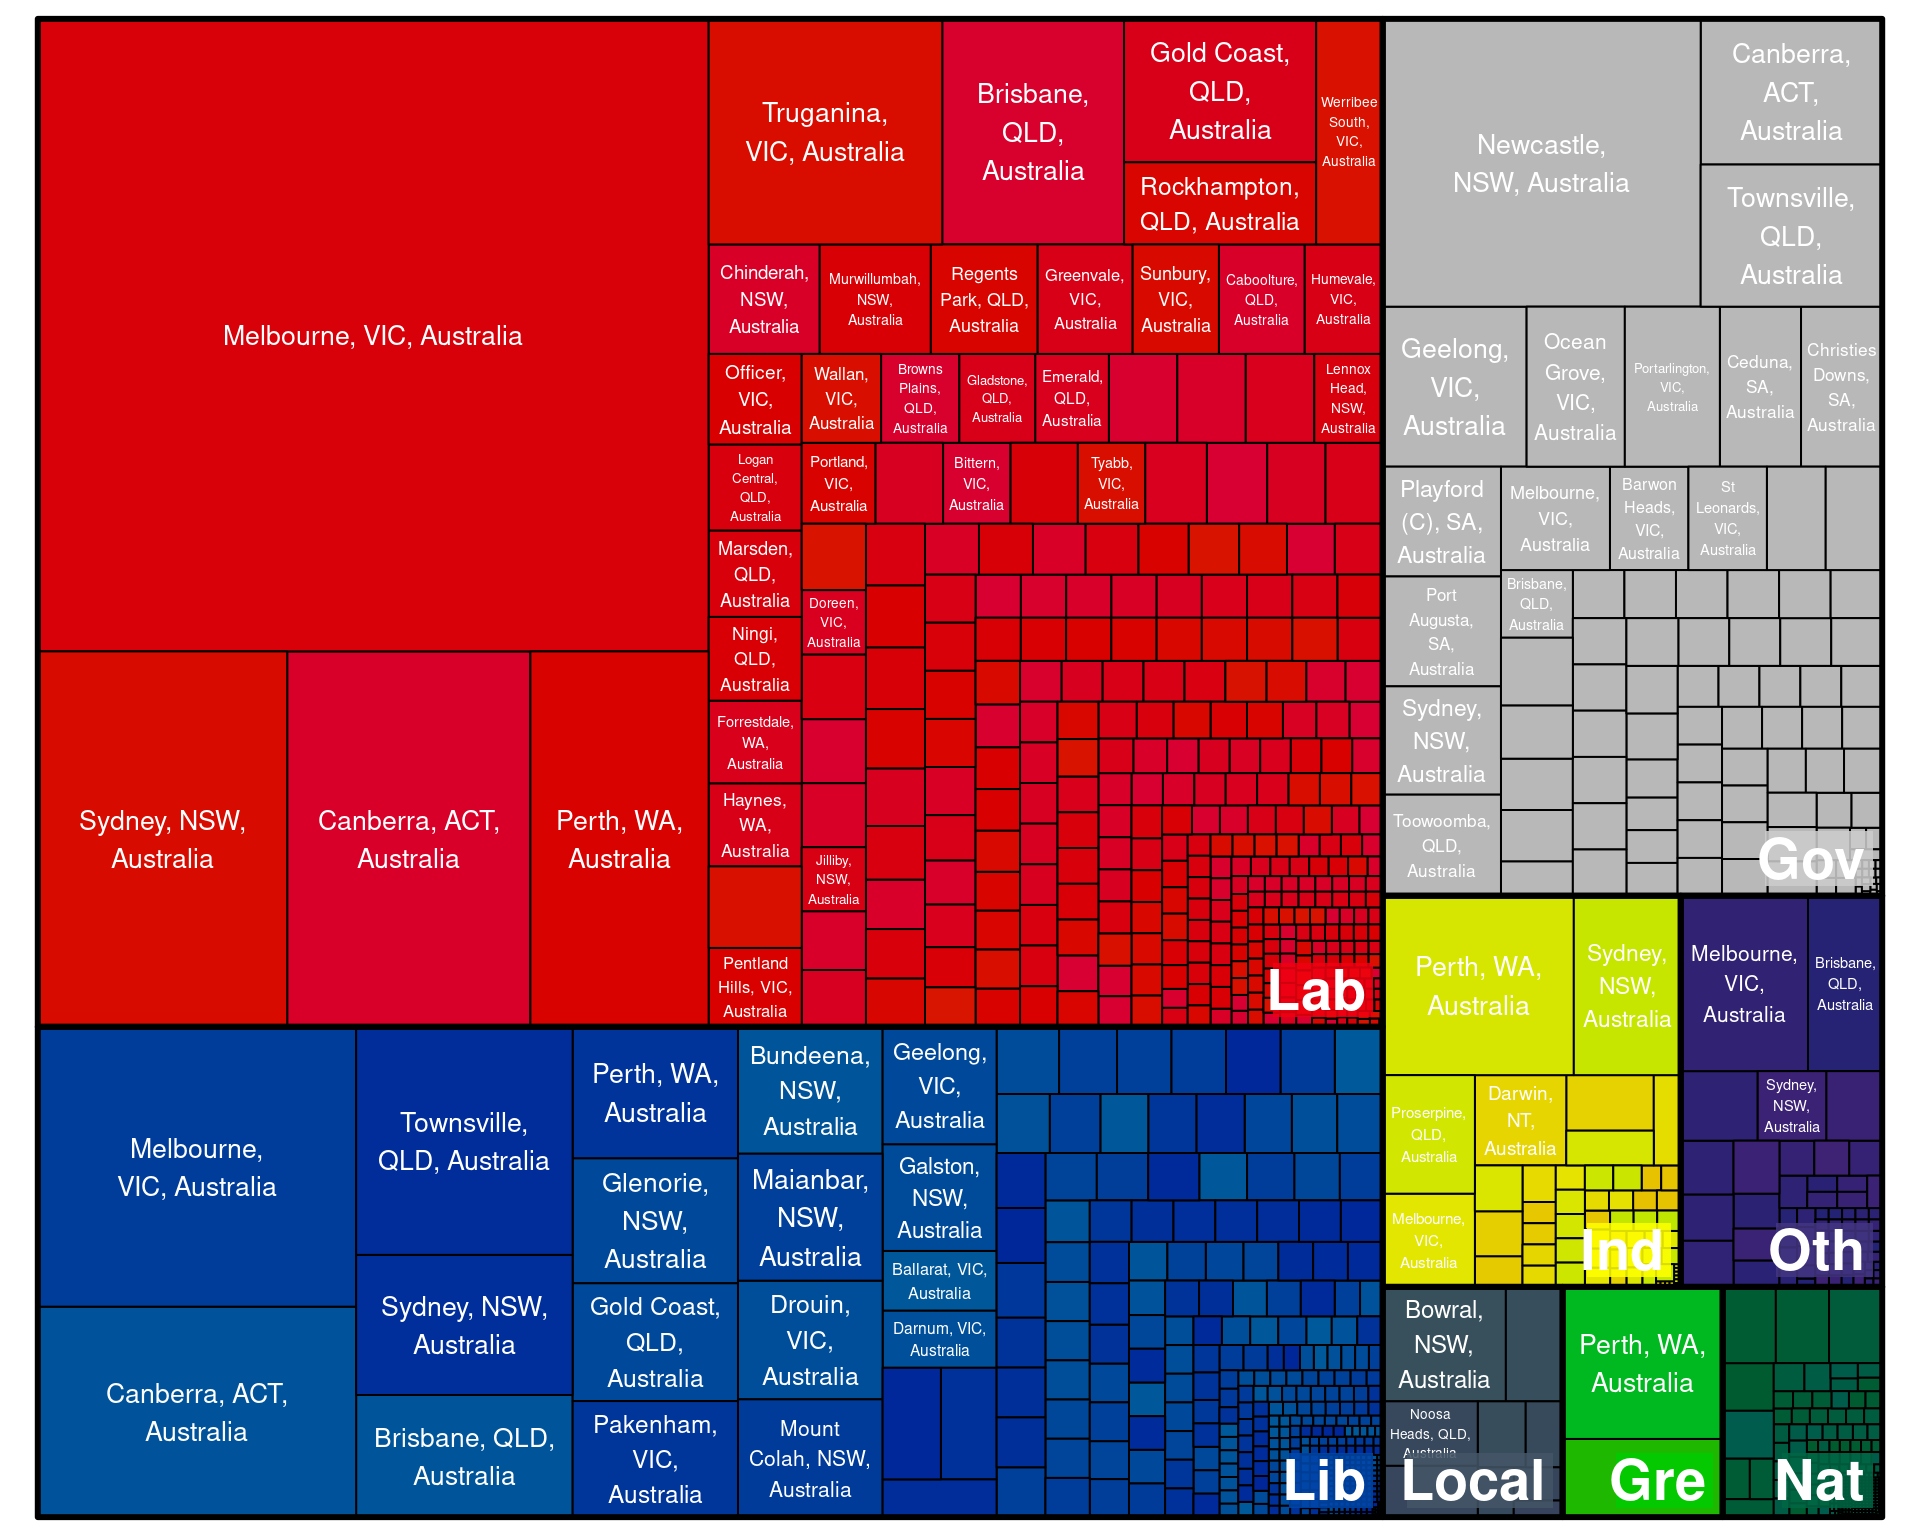 Melbourne, VIC, Australia
Sydney, NSW,
Australia
Canberra, ACT,
Australia
Perth, WA,
Australia
Truganina,
VIC, Australia
Brisbane,
QLD,
Australia
Gold Coast,
QLD,
Australia
Rockhampton,
QLD, Australia
Werribee
South,
VIC,
Australia
Chinderah,
NSW,
Australia
Murwillumbah,
NSW,
Australia
Regents
Park, QLD,
Australia
Greenvale,
VIC,
Australia
Sunbury,
VIC,
Australia
Caboolture,
QLD,
Australia
Humevale,
VIC,
Australia
Officer,
VIC,
Australia
Wallan,
VIC,
Australia
Browns
Plains,
QLD,
Australia
Gladstone,
QLD,
Australia
Emerald,
QLD,
Australia
Lennox
Head,
NSW,
Australia
Logan
Central,
QLD,
Australia
Portland,
VIC,
Australia
Bittern,
VIC,
Australia
Tyabb,
VIC,
Australia
Marsden,
QLD,
Australia
Doreen,
VIC,
Australia
Ningi,
QLD,
Australia
Forrestdale,
WA,
Australia
Haynes,
WA,
Australia
Jilliby,
NSW,
Australia
Pentland
Hills, VIC,
Australia
Lab
Newcastle,
NSW, Australia
Canberra,
ACT,
Australia
Townsville,
QLD,
Australia
Geelong,
VIC,
Australia
Ocean
Grove,
VIC,
Australia
Portarlington,
VIC,
Australia
Ceduna,
SA,
Australia
Christies
Downs,
SA,
Australia
Playford
(C), SA,
Australia
Melbourne,
VIC,
Australia
Barwon
Heads,
VIC,
Australia
St
Leonards,
VIC,
Australia
Port
Augusta,
SA,
Australia
Brisbane,
QLD,
Australia
Sydney,
NSW,
Australia
Toowoomba,
QLD,
Australia
Gov
Melbourne,
VIC, Australia
Canberra, ACT,
Australia
Townsville,
QLD, Australia
Sydney, NSW,
Australia
Brisbane, QLD,
Australia
Perth, WA,
Australia
Glenorie,
NSW,
Australia
Gold Coast,
QLD,
Australia
Pakenham,
VIC,
Australia
Bundeena,
NSW,
Australia
Maianbar,
NSW,
Australia
Drouin,
VIC,
Australia
Mount
Colah, NSW,
Australia
Geelong,
VIC,
Australia
Galston,
NSW,
Australia
Ballarat, VIC,
Australia
Darnum, VIC,
Australia
Lib
Perth, WA,
Australia
Sydney,
NSW,
Australia
Proserpine,
QLD,
Australia
Darwin,
NT,
Australia
Melbourne,
VIC,
Australia
Ind
Melbourne,
VIC,
Australia
Brisbane,
QLD,
Australia
Sydney,
NSW,
Australia
Oth
Bowral,
NSW,
Australia
Noosa
Heads, QLD,
Australia
Local
Perth, WA,
Australia
Gre
Nat